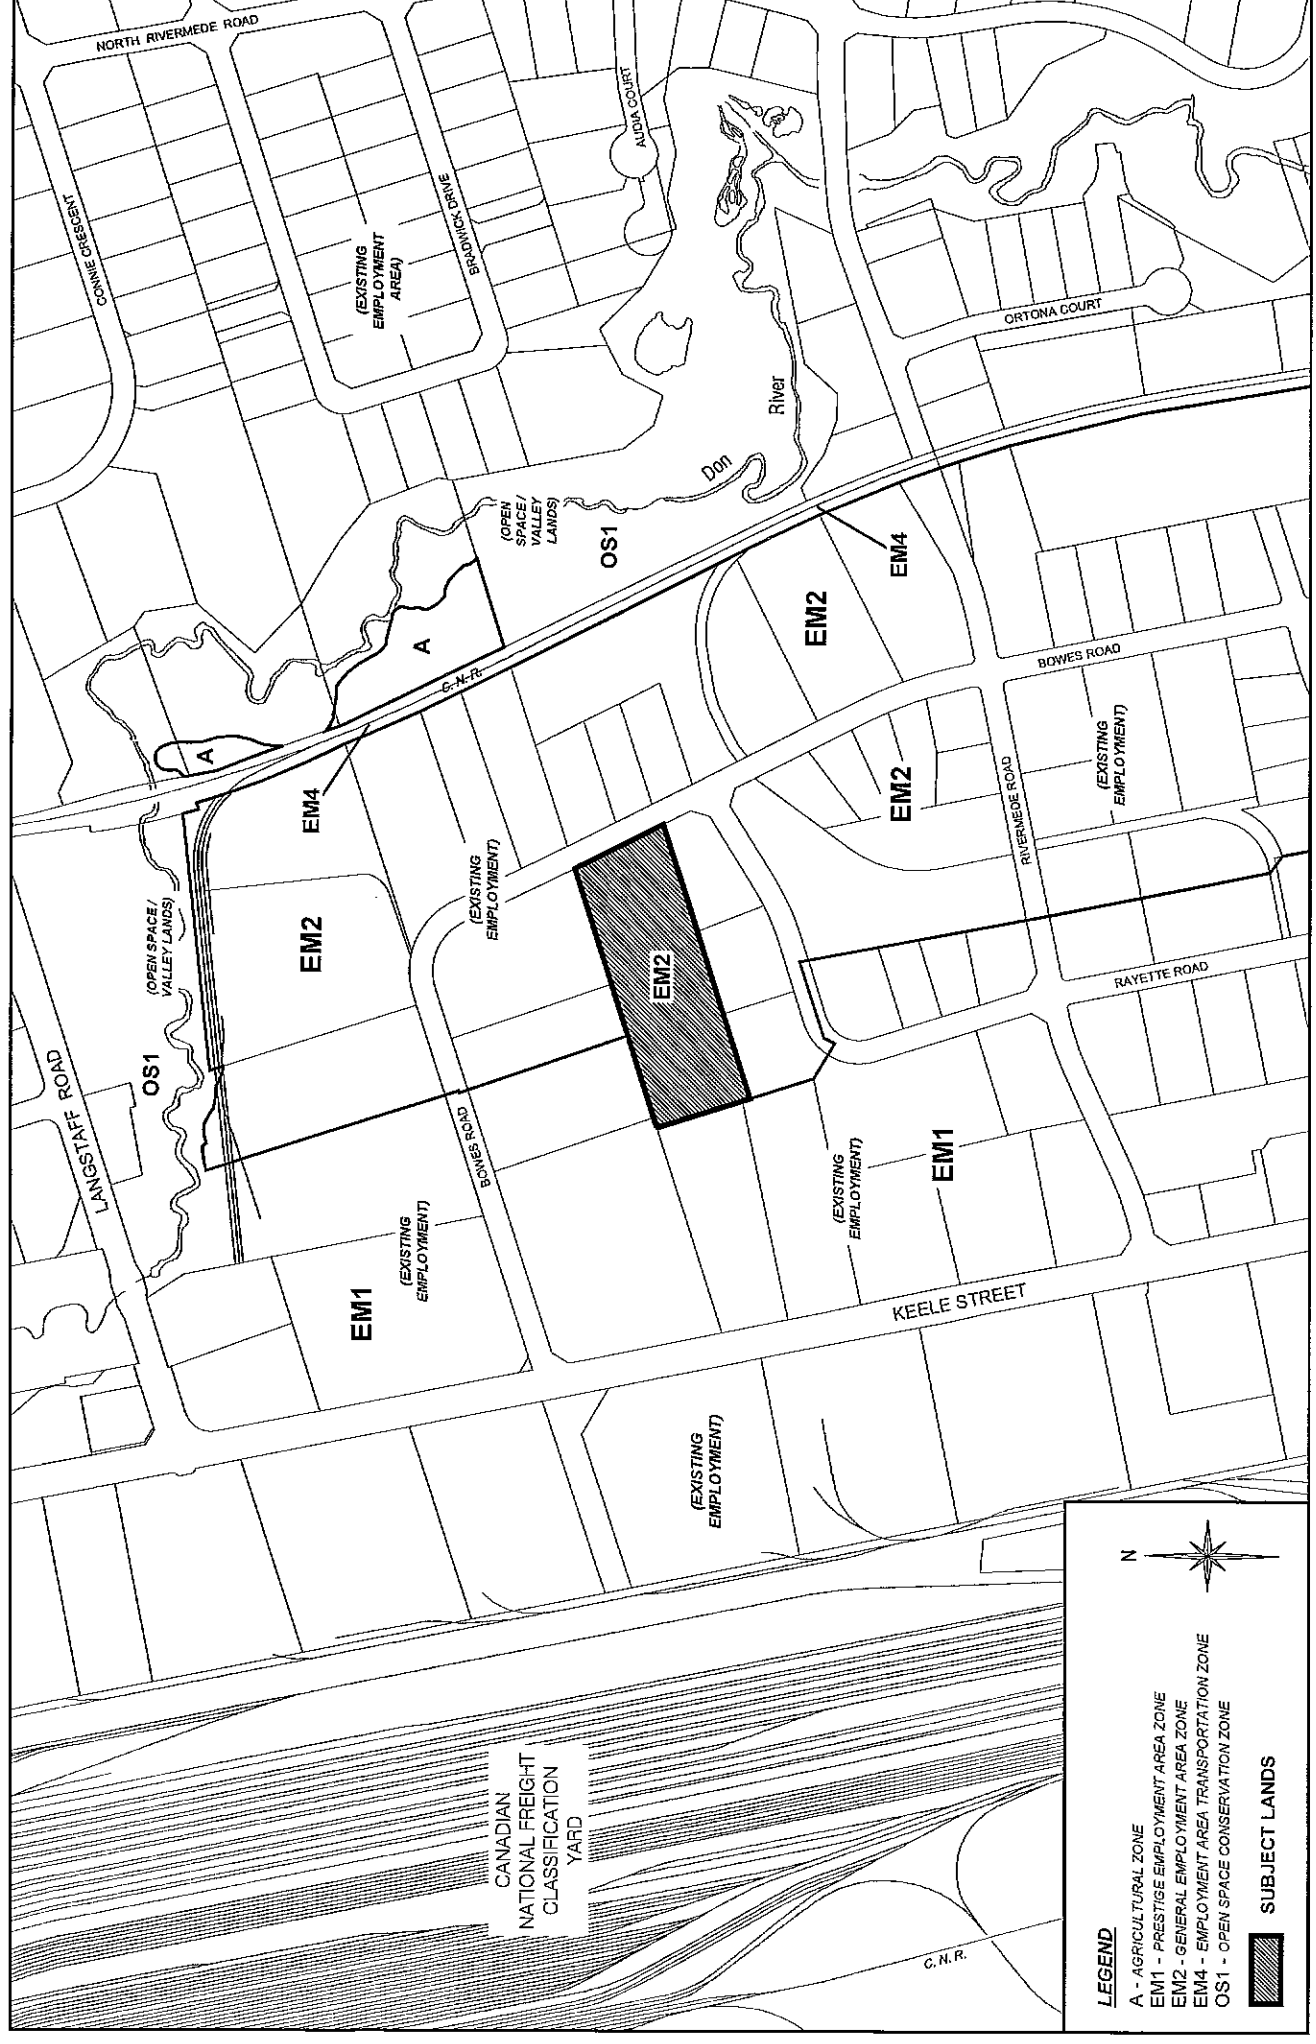 NORTH RIVERMEDE ROAD
CONNIE CRESCENT
(EXISTING
EMPLOYMENT
AREA)
BRADWICK DRIVE
AUDIA COURT
ORTONA COURT
River
Don
(OPEN
SPACE /
VALLEY
LANDS)
OS1
A
A
C. N. R.
EM4
EM4
EM2
BOWES ROAD
EM2
RIVERMEDE ROAD
(EXISTING
EMPLOYMENT)
RAYETTE ROAD
(OPEN SPACE /
VALLEY LANDS)
EM2
(EXISTING
EMPLOYMENT)
EM2
LANGSTAFF ROAD
OS1
BOWES ROAD
(EXISTING
EMPLOYMENT)
EM1
(EXISTING
EMPLOYMENT)
EM1
KEELE STREET
(EXISTING
EMPLOYMENT)
CANADIAN
NATIONAL FREIGHT
CLASSIFICATION
YARD
C. N. R.
N
LEGEND
A - AGRICULTURAL ZONE
EM1 - PRESTIGE EMPLOYMENT AREA ZONE
EM2 - GENERAL EMPLOYMENT AREA ZONE
EM4 - EMPLOYMENT AREA TRANSPORTATION ZONE
OS1 - OPEN SPACE CONSERVATION ZONE
SUBJECT LANDS